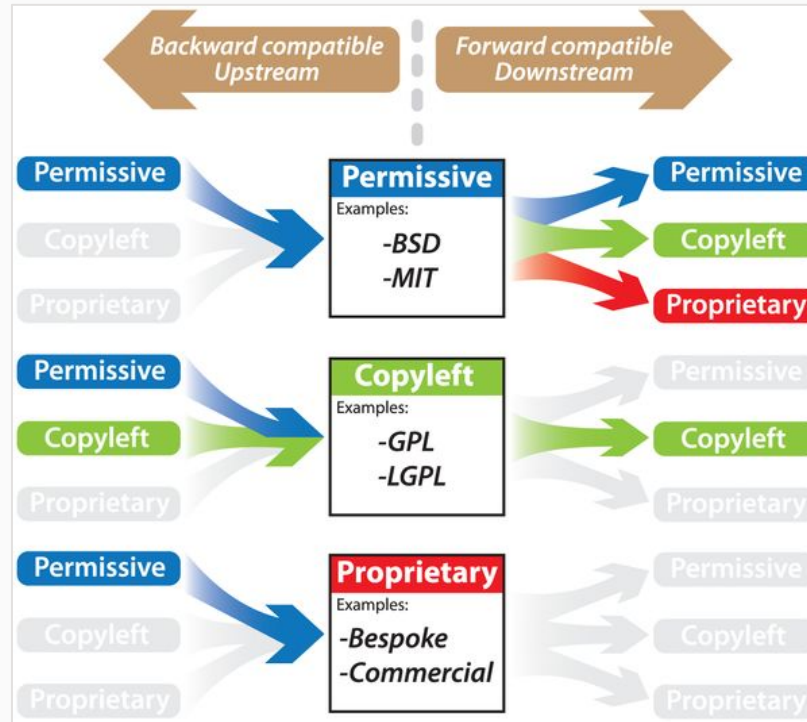 Backward compatible
Upstream
Forward compatible
Downstream
Permissive
Copyleft
Proprietary
Permissive
Examples:
-BSD
-MIT
Permissive
Copyleft
Proprietary
Permissive
Copyleft
Proprietary
Copyleft
Examples:
-GPL
-LGPL
Permissive
Copyleft
Proprietary
Permissive
Copyleft
Proprietary
Proprietary
Examples:
-Bespoke
-Commercial
Permissive
Copyleft
Proprietary